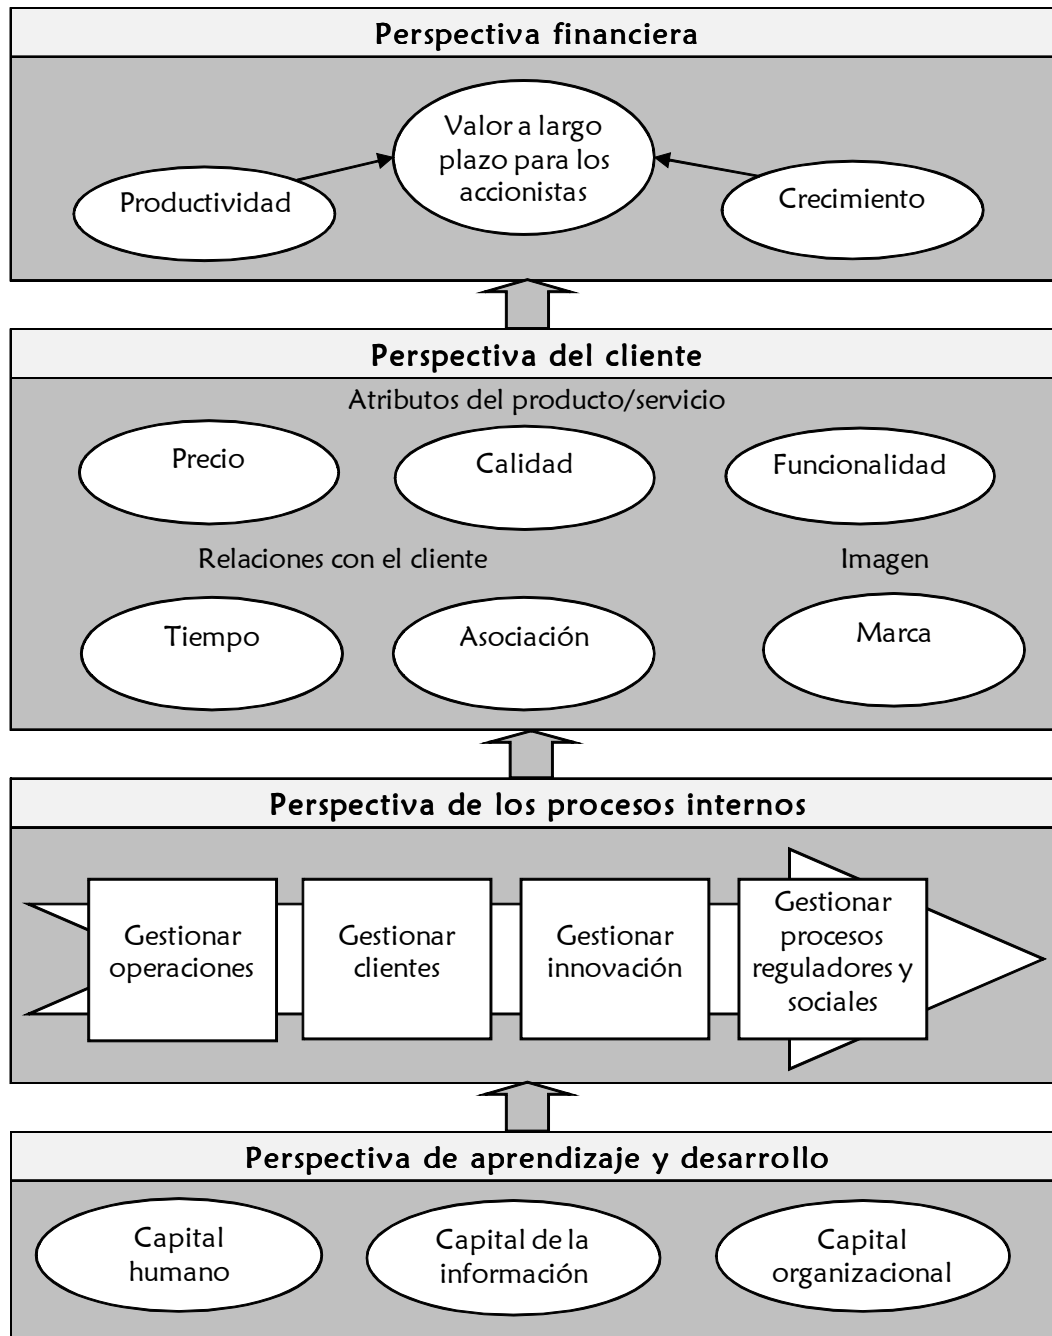 Perspectiva financiera
Valor a largo
plazo para los
accionistas
Productividad
Crecimiento
Perspectiva del cliente
Atributos del producto/servicio
Precio
Calidad
Funcionalidad
Relaciones con el cliente
Imagen
Tiempo
Asociación
Marca
Perspectiva de los procesos internos
Gestionar
operaciones
Gestionar
clientes
Gestionar
innovación
Gestionar
procesos
reguladores y
sociales
Perspectiva de aprendizaje y desarrollo
Capital
humano
Capital de la
información
Capital
organizacional